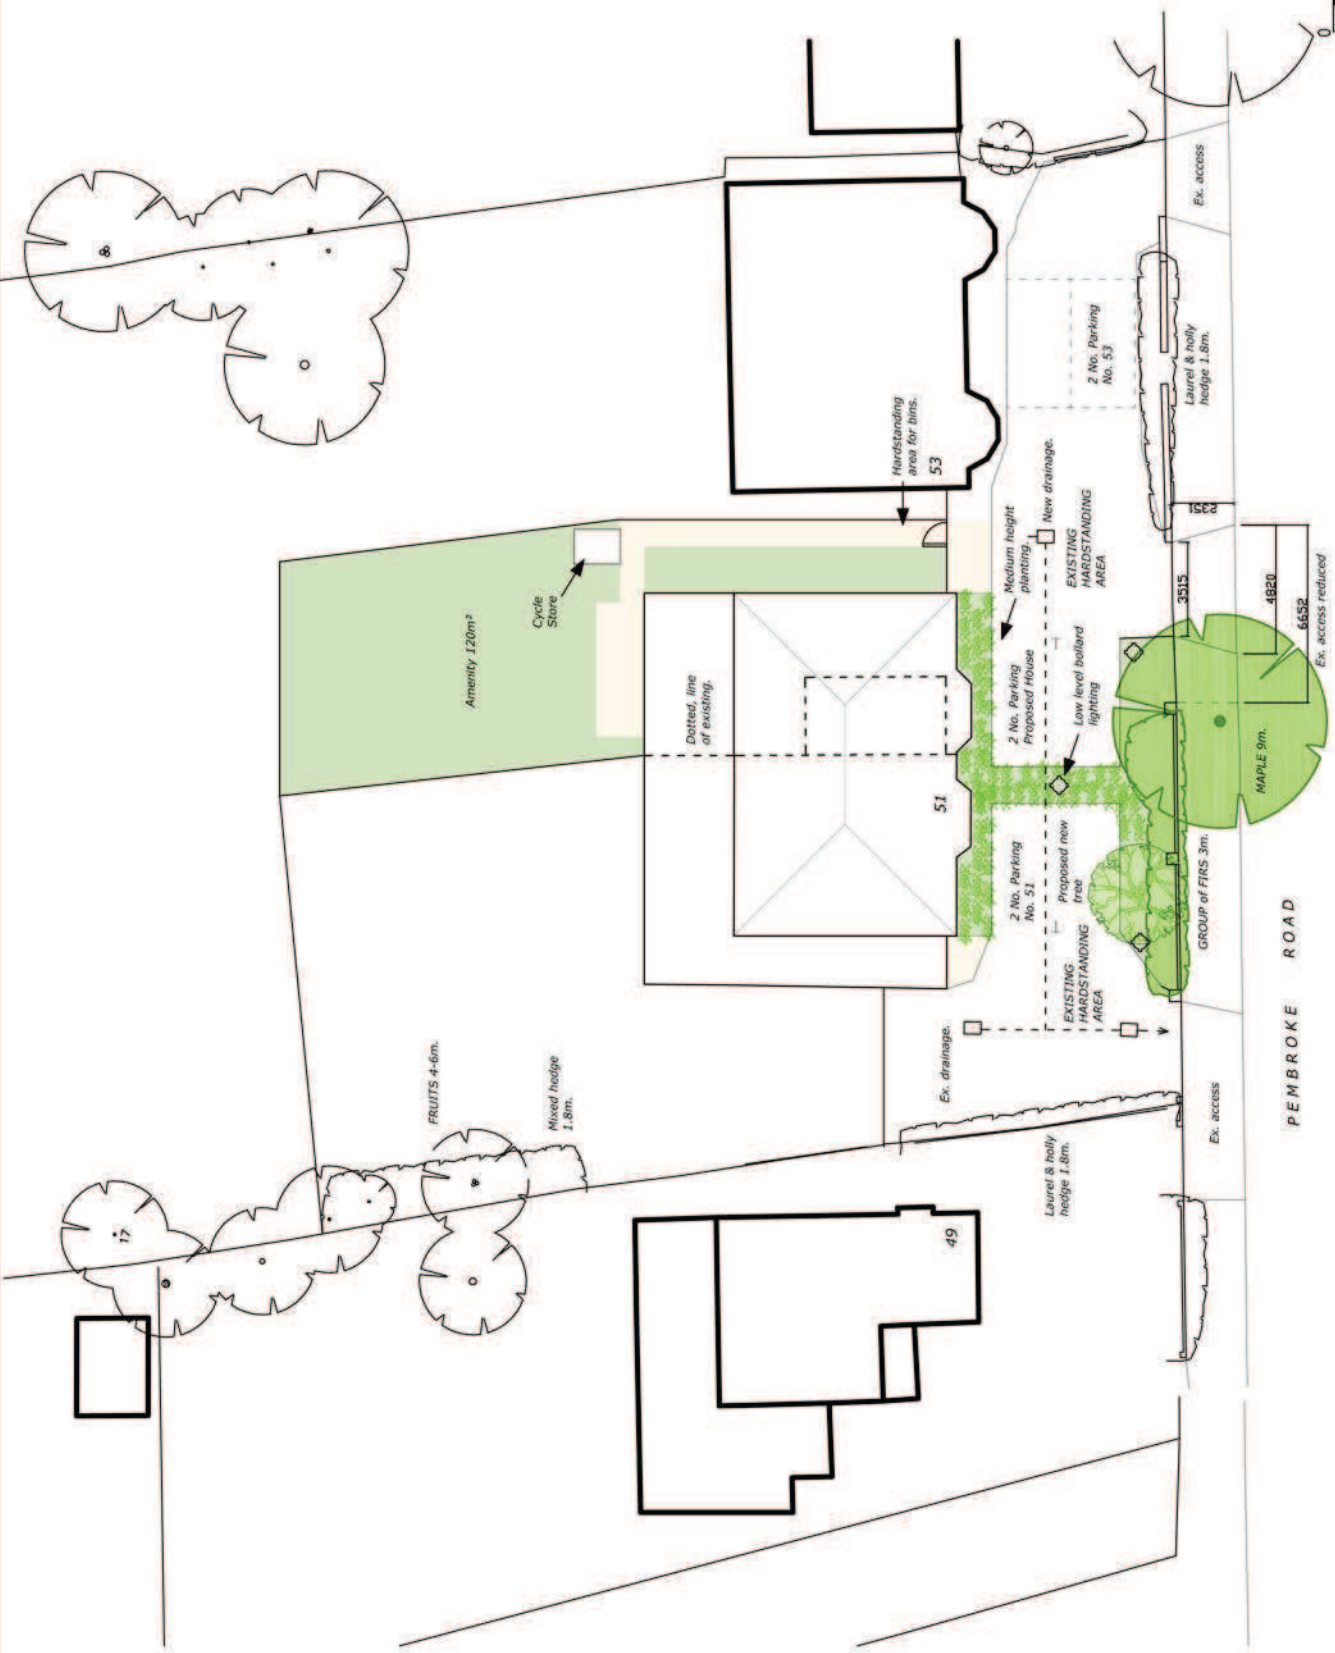 17
8
8
FRUITS 4-6m.
Mixed hedge
1.8m.
Amenity 120m²
Cycle
Store
Dotted, line
of existing.
Hardstanding
area for bins.
53
51
49
Ex. drainage.
Laurel & holly
hedge 1.8m.
EXISTING
HARDSTANDING
AREA
2 No. Parking
No. 51
Proposed new
tree
2 No. Parking
Proposed House
Low level bollard
lighting
Medium height
planting.
New drainage.
EXISTING
HARDSTANDING
AREA
2 No. Parking
No. 53
Laurel & holly
hedge 1.8m.
Ex. access
Ex. access
GROUP of FIRS 3m.
MAPLE 9m.
3515
4820
6652
Ex. access reduced
PEMBROKE ROAD
0